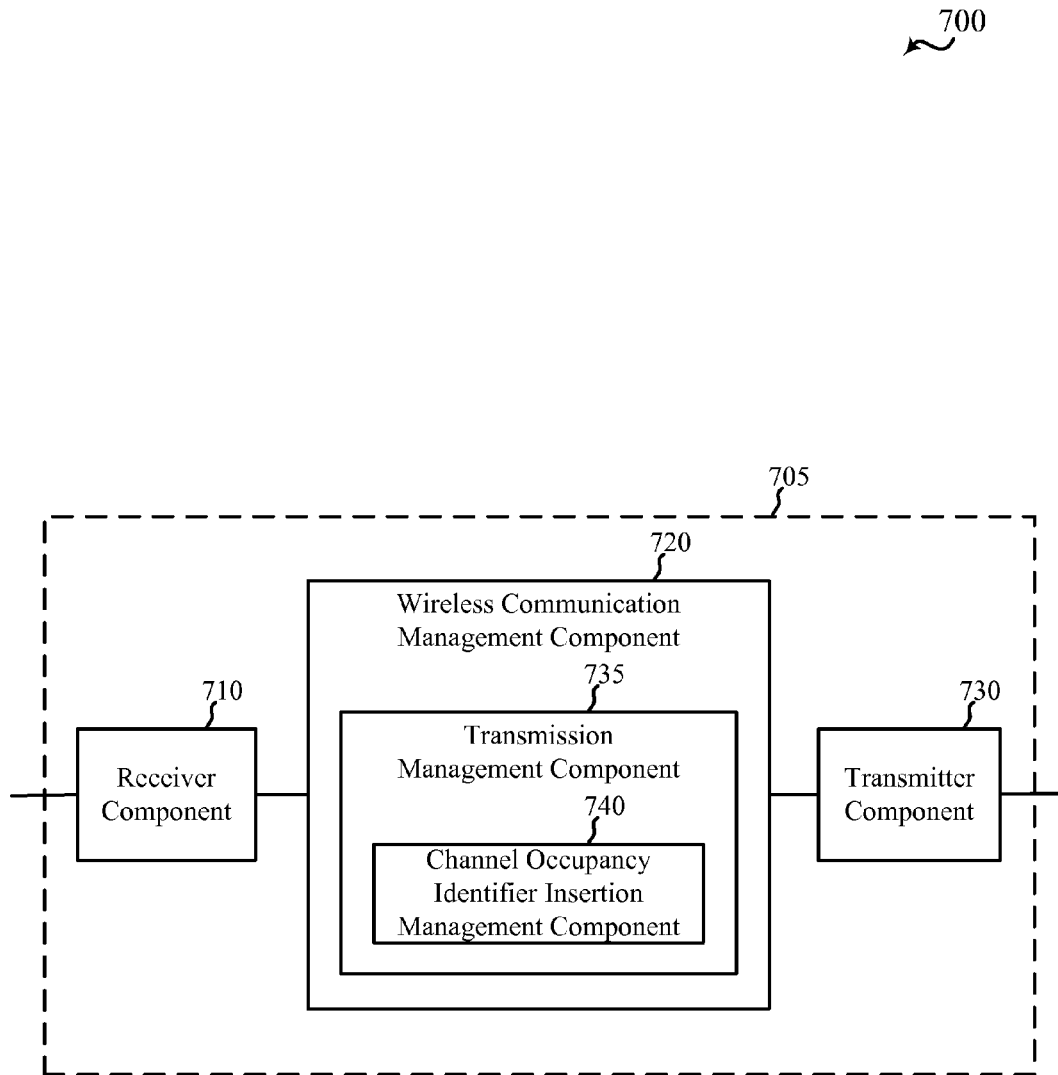 700
705
720
Wireless Communication
Management Component
735
710
730
Transmission
Management Component
Receiver
Component
Transmitter
Component
740
Channel Occupancy
Identifier Insertion
Management Component